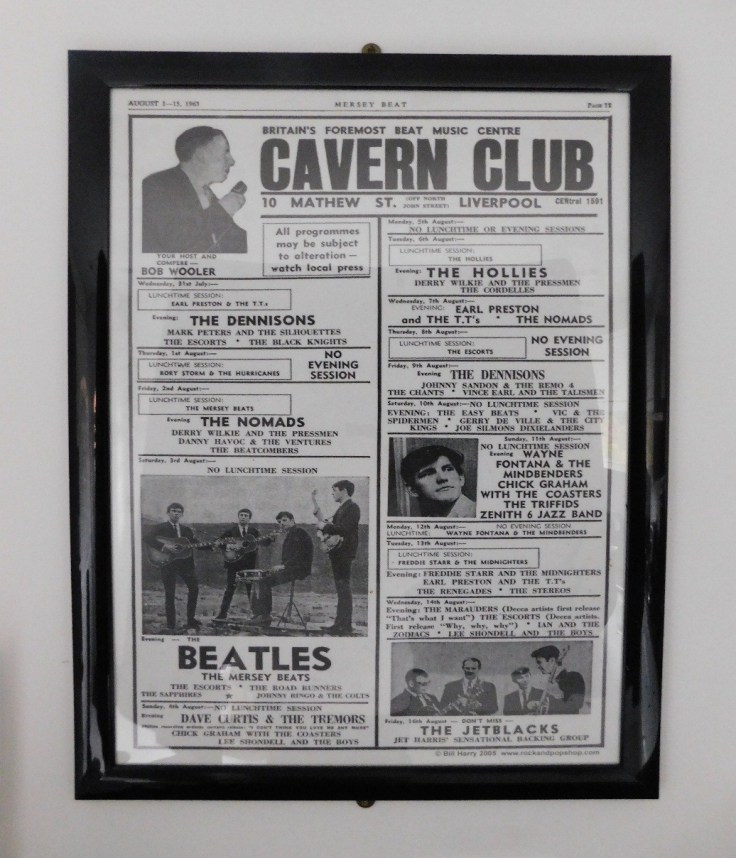 AUGUST 1—15, 1963
MERSEY BEAT
BRITAIN'S FOREMOST BEAT MUSIC CENTRE
CAVERN CLUB
10 MATHEW ST. (OFF NORTH JOHN STREET) LIVERPOOL CENtral 1591
YOUR HOST AND
COMPERE —
BOB WOOLER
All programmes
may be subject
to alteration —
watch local press
Wednesday, 31st July:—
LUNCHTIME SESSION:
EARL PRESTON & THE T.T.s
Evening:
THE DENNISONS
MARK PETERS AND THE SILHOUETTES
THE ESCORTS * THE BLACK KNIGHTS
Thursday, 1st August:—
LUNCHTIME SESSION:
RORY STORM & THE HURRICANES
NO
EVENING
SESSION
Friday, 2nd August:—
LUNCHTIME SESSION:
THE MERSEY BEATS
Evening
THE NOMADS
DERRY WILKIE AND THE PRESSMEN
DANNY HAVOC & THE VENTURES
THE BEATCOMBERS
Saturday, 3rd August:—
NO LUNCHTIME SESSION
Evening — THE
BEATLES
THE MERSEY BEATS
THE ESCORTS * THE ROAD RUNNERS
THE SAPPHIRES ★ JOHNNY RINGO & THE COLTS
Sunday, 4th August:—NO LUNCHTIME SESSION
Evening DAVE CURTIS & THE TREMORS
CHICK GRAHAM WITH THE COASTERS
LEE SHONDELL AND THE BOYS
Monday, 5th August:—
NO LUNCHTIME OR EVENING SESSIONS
Tuesday, 6th August:—
LUNCHTIME SESSION:
THE HOLLIES
Evening: THE HOLLIES
DERRY WILKIE AND THE PRESSMEN
THE CORDELLES
Wednesday, 7th August:—
EVENING: EARL PRESTON
and THE T.T's * THE NOMADS
Thursday, 8th August:—
LUNCHTIME SESSION:
THE ESCORTS
NO EVENING
SESSION
Friday, 9th August:—
Evening THE DENNISONS
JOHNNY SANDON & THE REMO 4
THE CHANTS * VINCE EARL AND THE TALISMEN
Saturday, 10th August:—NO LUNCHTIME SESSION
EVENING: THE EASY BEATS * VIC & THE
SPIDERMEN * GERRY DE VILLE & THE CITY
KINGS * JOE SILMONS DIXIELANDERS
Sunday, 11th August:—
NO LUNCHTIME SESSION
Evening WAYNE
FONTANA & THE
MINDBENDERS
CHICK GRAHAM
WITH THE COASTERS
THE TRIFFIDS
ZENITH 6 JAZZ BAND
Monday, 12th August:— NO EVENING SESSION
LUNCHTIME: WAYNE FONTANA & THE MINDBENDERS
Tuesday, 13th August:—
LUNCHTIME SESSION:
FREDDIE STARR & THE MIDNIGHTERS
Evening: FREDDIE STARR AND THE MIDNIGHTERS
EARL PRESTON AND THE T.T's
THE RENEGADES * THE STEREOS
Wednesday, 14th August:—
Evening: THE MARAUDERS (Decca artists first release
"That's what I want") THE ESCORTS (Decca artists.
First release "Why, why, why") * IAN AND THE
ZODIACS * LEE SHONDELL AND THE BOYS
Friday, 16th August — DON'T MISS —
THE JETBLACKS
JET HARRIS' SENSATIONAL BACKING GROUP
© Bill Harry 2005 www.rockandpopshop.com